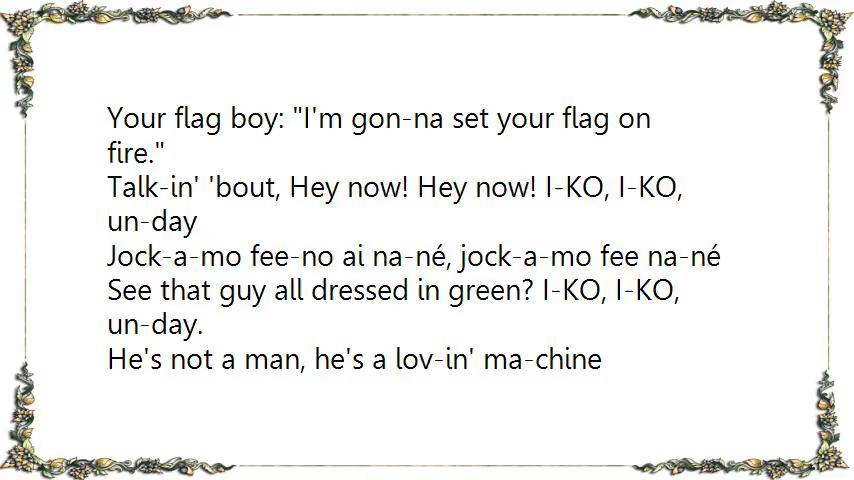 Your flag boy: "I'm gon-na set your flag on
fire."
Talk-in' 'bout, Hey now! Hey now! I-KO, I-KO,
un-day
Jock-a-mo fee-no ai na-né, jock-a-mo fee na-né
See that guy all dressed in green? I-KO, I-KO,
un-day.
He's not a man, he's a lov-in' ma-chine